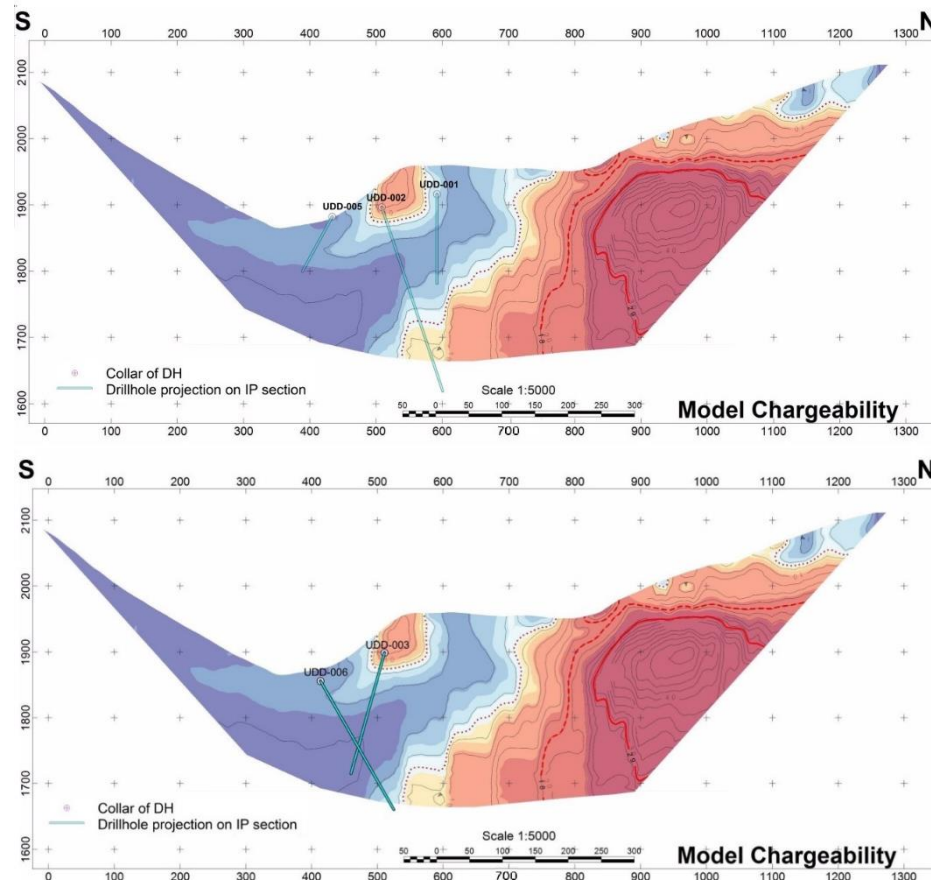 S N
0 100 200 300 400 500 600 700 800 900 1000 1100 1200 1300
2100
2000
1900
1800
1700
1600
UDD-005
UDD-002
UDD-001
10
20
Collar of DH
Drillhole projection on IP section
Scale 1:5000
50 0 50 100 150 200 250 300
Model Chargeability
0 100 200 300 400 500 600 700 800 900 1000 1100 1200 1300
S N
0 100 200 300 400 500 600 700 800 900 1000 1100 1200 1300
2100
2000
1900
1800
1700
1600
UDD-006
UDD-003
10
20
Collar of DH
Drillhole projection on IP section
Scale 1:5000
50 0 50 100 150 200 250 300
Model Chargeability
0 100 200 300 400 500 600 700 800 900 1000 1100 1200 1300